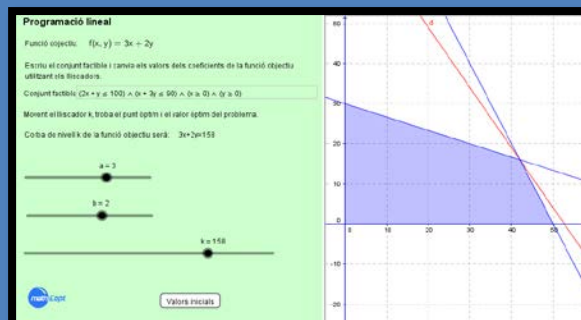 Programació lineal
Funció objectiu: f(x, y) = 3x + 2y
Escriu el conjunt factible i canvia els valors dels coeficients de la funció objectiu
utilitzant els lliscadors.
Conjunt factible: (2x + y ≤ 100) ∧ (x + 3y ≤ 90) ∧ (x ≥ 0) ∧ (y ≥ 0)
Movent el lliscador k, troba el punt òptim i el valor òptim del problema.
Corba de nivell k de la funció objectiu serà: 3x+2y=158
a = 3
b = 2
k = 158
Valors inicials
d
50
40
30
20
10
0
-10
-20
0
10
20
30
40
50